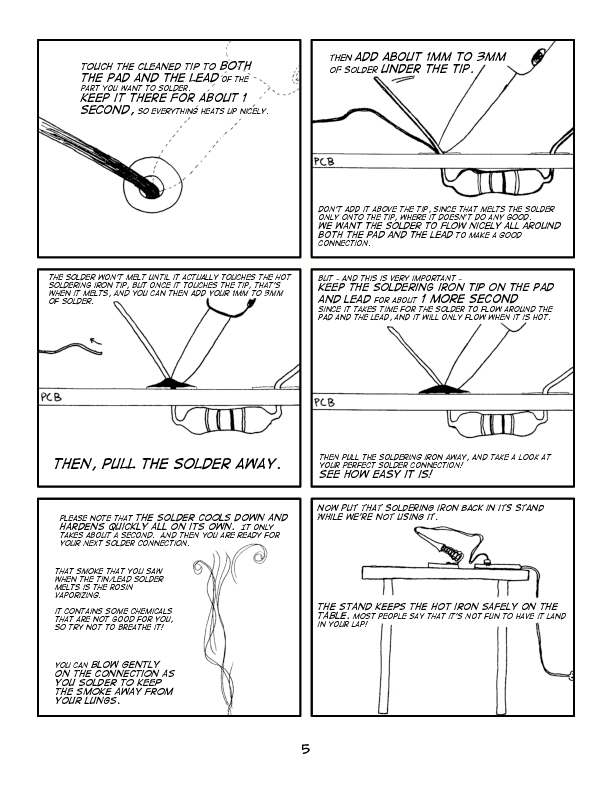 TOUCH THE CLEANED TIP TO BOTH
THE PAD AND THE LEAD OF THE
PART YOU WANT TO SOLDER.
KEEP IT THERE FOR ABOUT 1
SECOND, SO EVERYTHING HEATS UP NICELY.
THEN ADD ABOUT 1MM TO 3MM
OF SOLDER UNDER THE TIP.
PCB
DON'T ADD IT ABOVE THE TIP, SINCE THAT MELTS THE SOLDER
ONLY ONTO THE TIP, WHERE IT DOESN'T DO ANY GOOD.
WE WANT THE SOLDER TO FLOW NICELY ALL AROUND
BOTH THE PAD AND THE LEAD TO MAKE A GOOD
CONNECTION.
THE SOLDER WON'T MELT UNTIL IT ACTUALLY TOUCHES THE HOT
SOLDERING IRON TIP, BUT ONCE IT TOUCHES THE TIP, THAT'S
WHEN IT MELTS, AND YOU CAN THEN ADD YOUR 1MM TO 3MM
OF SOLDER.
PCB
THEN, PULL THE SOLDER AWAY.
BUT - AND THIS IS VERY IMPORTANT -
KEEP THE SOLDERING IRON TIP ON THE PAD
AND LEAD FOR ABOUT 1 MORE SECOND
SINCE IT TAKES TIME FOR THE SOLDER TO FLOW AROUND THE
PAD AND THE LEAD, AND IT WILL ONLY FLOW WHEN IT IS HOT.
PCB
THEN PULL THE SOLDERING IRON AWAY, AND TAKE A LOOK AT
YOUR PERFECT SOLDER CONNECTION!
SEE HOW EASY IT IS!
PLEASE NOTE THAT THE SOLDER COOLS DOWN AND
HARDENS QUICKLY ALL ON ITS OWN. IT ONLY
TAKES ABOUT A SECOND. AND THEN YOU ARE READY FOR
YOUR NEXT SOLDER CONNECTION.
THAT SMOKE THAT YOU SAW
WHEN THE TIN/LEAD SOLDER
MELTS IS THE ROSIN
VAPORIZING.
IT CONTAINS SOME CHEMICALS
THAT ARE NOT GOOD FOR YOU,
SO TRY NOT TO BREATHE IT!
YOU CAN BLOW GENTLY
ON THE CONNECTION AS
YOU SOLDER TO KEEP
THE SMOKE AWAY FROM
YOUR LUNGS.
NOW PUT THAT SOLDERING IRON BACK IN IT'S STAND
WHILE WE'RE NOT USING IT.
THE STAND KEEPS THE HOT IRON SAFELY ON THE
TABLE. MOST PEOPLE SAY THAT IT'S NOT FUN TO HAVE IT LAND
IN YOUR LAP!
5